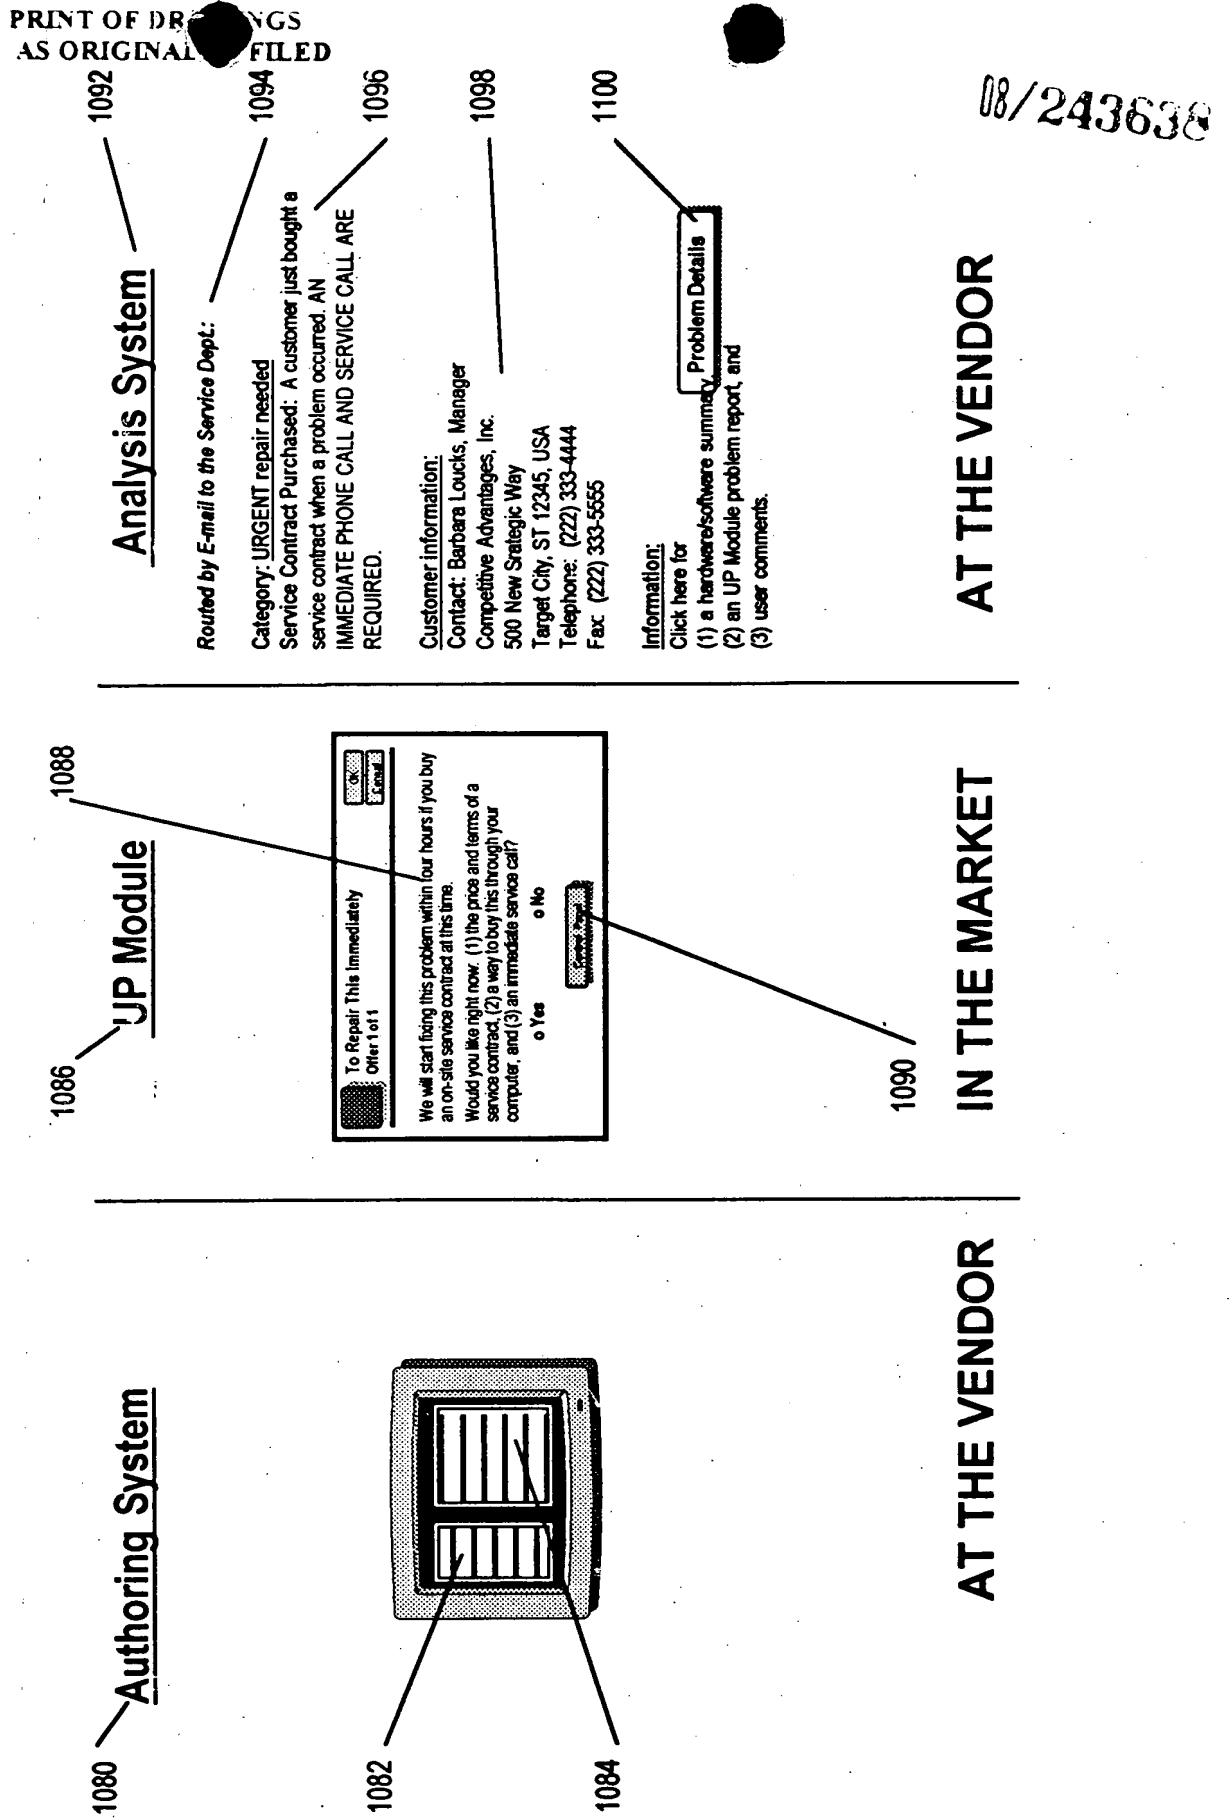 PRINT OF DR NGS
AS ORIGINAL FILED
08/243638
1080
Authoring System
1082
1084
AT THE VENDOR
1086
UP Module
1088
To Repair This Immediately
Offer 1 of 1
OK
Cancel
We will start fixing this problem within four hours if you buy
an on-site service contract at this time.
Would you like right now: (1) the price and terms of a
service contract, (2) a way to buy this through your
computer, and (3) an immediate service call?
o Yes
o No
1090
IN THE MARKET
1092
Analysis System
1094
Routed by E-mail to the Service Dept.:
1096
Category: URGENT repair needed
Service Contract Purchased: A customer just bought a
service contract when a problem occurred. AN
IMMEDIATE PHONE CALL AND SERVICE CALL ARE
REQUIRED.
1098
Customer information:
Contact: Barbara Loucks, Manager
Competitive Advantages, Inc.
500 New Srategic Way
Target City, ST 12345, USA
Telephone: (222) 333-4444
Fax: (222) 333-5555
1100
Information:
Click here for
(1) a hardware/software summary,
(2) an UP Module problem report, and
(3) user comments.
Problem Details
AT THE VENDOR